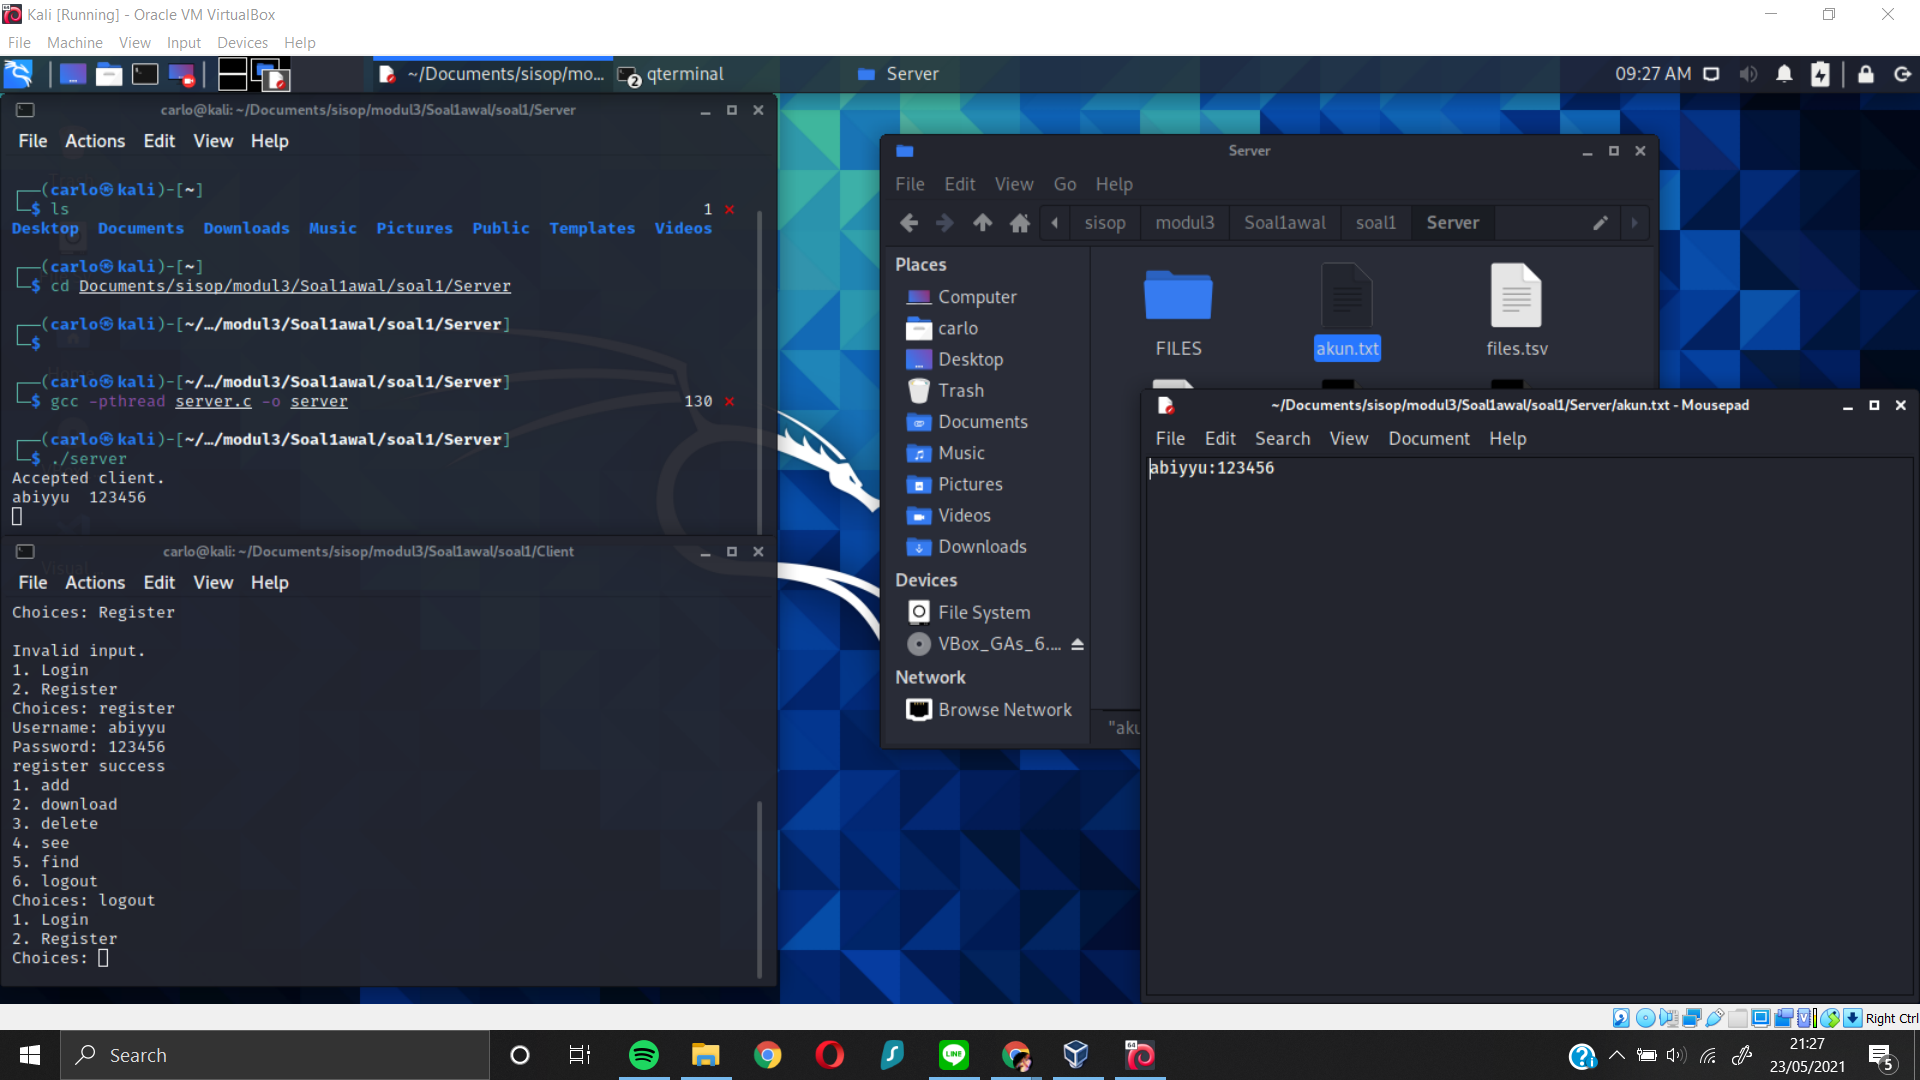 Kali [Running] - Oracle VM VirtualBox
File Machine View Input Devices Help
~/Documents/sisop/mo... 2 qterminal Server 09:27 AM
carlo@kali: ~/Documents/sisop/modul3/Soal1awal/soal1/Server
File Actions Edit View Help
┌──(carlo㉿kali)-[~]
└─$ ls 1 ⨯
Desktop Documents Downloads Music Pictures Public Templates Videos
┌──(carlo㉿kali)-[~]
└─$ cd Documents/sisop/modul3/Soal1awal/soal1/Server
┌──(carlo㉿kali)-[~/…/modul3/Soal1awal/soal1/Server]
└─$
┌──(carlo㉿kali)-[~/…/modul3/Soal1awal/soal1/Server]
└─$ gcc -pthread server.c -o server 130 ⨯
┌──(carlo㉿kali)-[~/…/modul3/Soal1awal/soal1/Server]
└─$ ./server
Accepted client.
abiyyu  123456
carlo@kali: ~/Documents/sisop/modul3/Soal1awal/soal1/Client
File Actions Edit View Help
Choices: Register
Invalid input.
1. Login
2. Register
Choices: register
Username: abiyyu
Password: 123456
register success
1. add
2. download
3. delete
4. see
5. find
6. logout
Choices: logout
1. Login
2. Register
Choices:
Server
File Edit View Go Help
sisop modul3 Soal1awal soal1 Server
Places
Computer
carlo
Desktop
Trash
Documents
Music
Pictures
Videos
Downloads
Devices
File System
VBox_GAs_6....
Network
Browse Network
FILES akun.txt files.tsv
"aku
~/Documents/sisop/modul3/Soal1awal/soal1/Server/akun.txt - Mousepad
File Edit Search View Document Help
abiyyu:123456
Right Ctrl
Search
LINE
64
21:27
23/05/2021
5